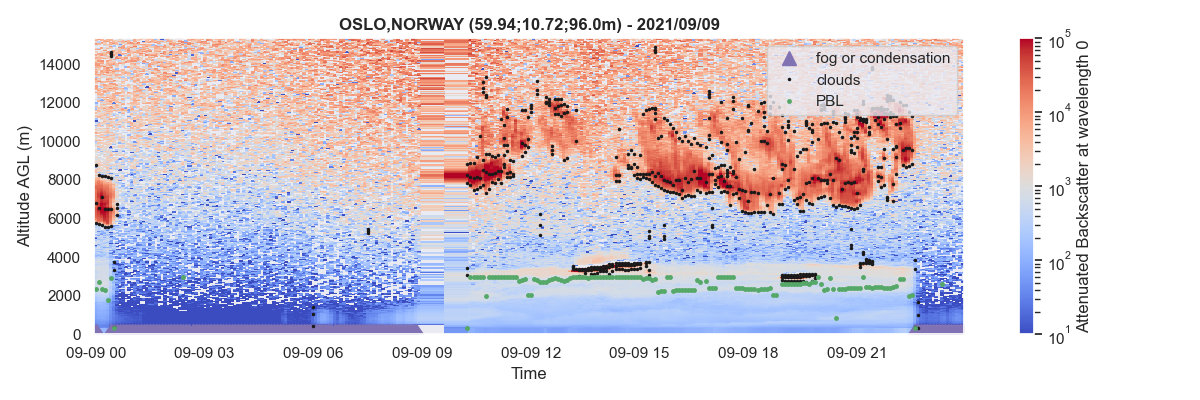 OSLO,NORWAY (59.94;10.72;96.0m) - 2021/09/09
fog or condensation
clouds
PBL
Altitude AGL (m)
14000
12000
10000
8000
6000
4000
2000
0
09-09 00 09-09 03 09-09 06 09-09 09 09-09 12 09-09 15 09-09 18 09-09 21
Time
10^5
10^4
10^3
10^2
10^1
Attenuated Backscatter at wavelength 0